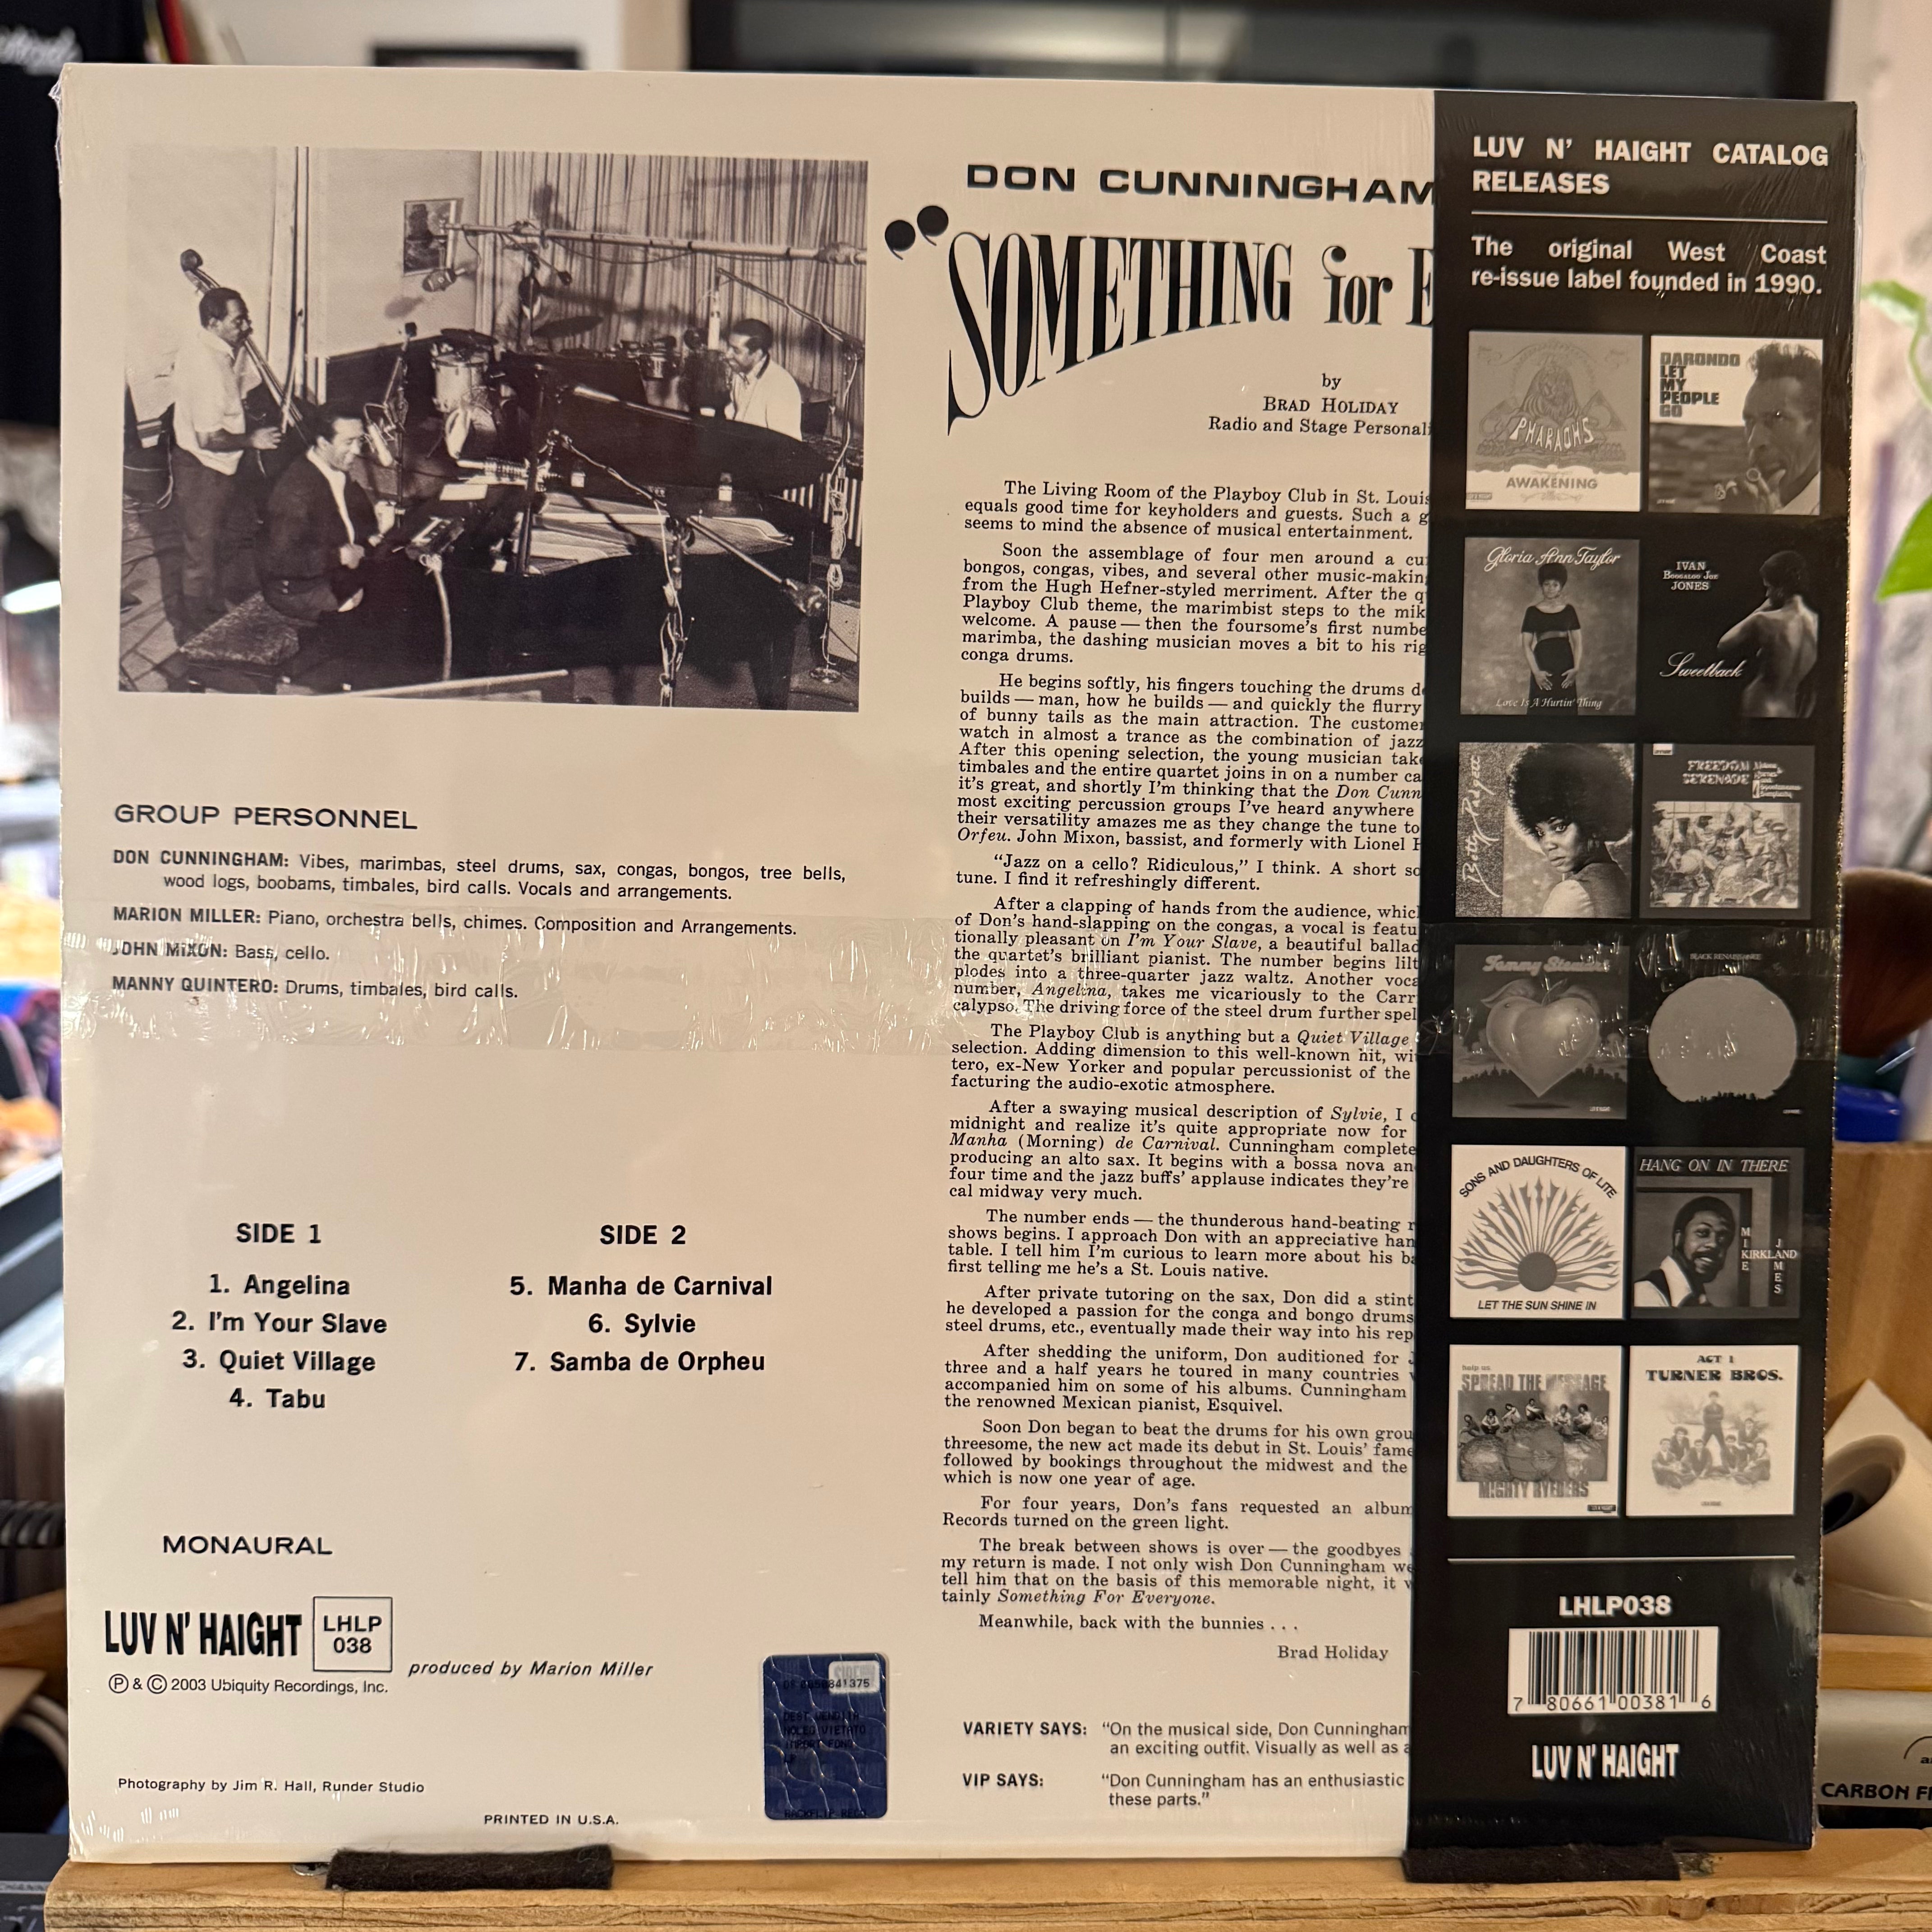 DON CUNNINGHAM
“SOMETHING for E
by
BRAD HOLIDAY
Radio and Stage Personali
The Living Room of the Playboy Club in St. Louis
equals good time for keyholders and guests. Such a g
seems to mind the absence of musical entertainment.
Soon the assemblage of four men around a cu
bongos, congas, vibes, and several other music-makin
from the Hugh Hefner-styled merriment. After the q
Playboy Club theme, the marimbist steps to the mik
welcome. A pause — then the foursome's first numbe
marimba, the dashing musician moves a bit to his rig
conga drums.
He begins softly, his fingers touching the drums d
builds — man, how he builds — and quickly the flurry
of bunny tails as the main attraction. The customer
watch in almost a trance as the combination of jazz
After this opening selection, the young musician take
timbales and the entire quartet joins in on a number ca
it's great, and shortly I'm thinking that the Don Cunn
most exciting percussion groups I've heard anywhere
their versatility amazes me as they change the tune to
Orfeu. John Mixon, bassist, and formerly with Lionel H
“Jazz on a cello? Ridiculous,” I think. A short so
tune. I find it refreshingly different.
After a clapping of hands from the audience, whicl
of Don's hand-slapping on the congas, a vocal is featu
tionally pleasant on I'm Your Slave, a beautiful ballad
the quartet's brilliant pianist. The number begins lilt
plodes into a three-quarter jazz waltz. Another voca
number, Angelina, takes me vicariously to the Carr
calypso. The driving force of the steel drum further spel
The Playboy Club is anything but a Quiet Village
selection. Adding dimension to this well-known hit, wi
tero, ex-New Yorker and popular percussionist of the
facturing the audio-exotic atmosphere.
After a swaying musical description of Sylvie, I c
midnight and realize it's quite appropriate now for
Manha (Morning) de Carnival. Cunningham complete
producing an alto sax. It begins with a bossa nova an
four time and the jazz buffs' applause indicates they're
cal midway very much.
The number ends — the thunderous hand-beating r
shows begins. I approach Don with an appreciative han
table. I tell him I'm curious to learn more about his ba
first telling me he's a St. Louis native.
After private tutoring on the sax, Don did a stint
he developed a passion for the conga and bongo drums
steel drums, etc., eventually made their way into his rep
After shedding the uniform, Don auditioned for J
three and a half years he toured in many countries w
accompanied him on some of his albums. Cunningham
the renowned Mexican pianist, Esquivel.
Soon Don began to beat the drums for his own grou
threesome, the new act made its debut in St. Louis' fame
followed by bookings throughout the midwest and the
which is now one year of age.
For four years, Don's fans requested an album
Records turned on the green light.
The break between shows is over — the goodbyes
my return is made. I not only wish Don Cunningham we
tell him that on the basis of this memorable night, it w
tainly Something For Everyone.
Meanwhile, back with the bunnies . . .
Brad Holiday
VARIETY SAYS: “On the musical side, Don Cunningham
an exciting outfit. Visually as well as a
VIP SAYS: “Don Cunningham has an enthusiastic
these parts.”
GROUP PERSONNEL
DON CUNNINGHAM: Vibes, marimbas, steel drums, sax, congas, bongos, tree bells,
wood logs, boobams, timbales, bird calls. Vocals and arrangements.
MARION MILLER: Piano, orchestra bells, chimes. Composition and Arrangements.
JOHN MIXON: Bass, cello.
MANNY QUINTERO: Drums, timbales, bird calls.
SIDE 1
1. Angelina
2. I'm Your Slave
3. Quiet Village
4. Tabu
SIDE 2
5. Manha de Carnival
6. Sylvie
7. Samba de Orpheu
MONAURAL
LUV N' HAIGHT
LHLP
038
produced by Marion Miller
Ⓟ & © 2003 Ubiquity Recordings, Inc.
Photography by Jim R. Hall, Runder Studio
PRINTED IN U.S.A.
LUV N' HAIGHT CATALOG
RELEASES
The original West Coast
re-issue label founded in 1990.
PHARAOHS
AWAKENING
DARONDO
LET
MY
PEOPLE
GO
Gloria Ann Taylor
Love Is A Hurtin' Thing
IVAN
BOOGALOO JOE
JONES
Sweetback
Betty Padgett
FREEDOM
SERENADE
BLACK RENAISSANCE
SONS AND DAUGHTERS OF LITE
LET THE SUN SHINE IN
HANG ON IN THERE
MIKE
KIRKLAND
JAMES
help us
SPREAD THE MESSAGE
MIGHTY RYEDERS
ACT 1
TURNER BROS.
LHLP038
7 80661 00381 6
LUV N' HAIGHT
CARBON FI